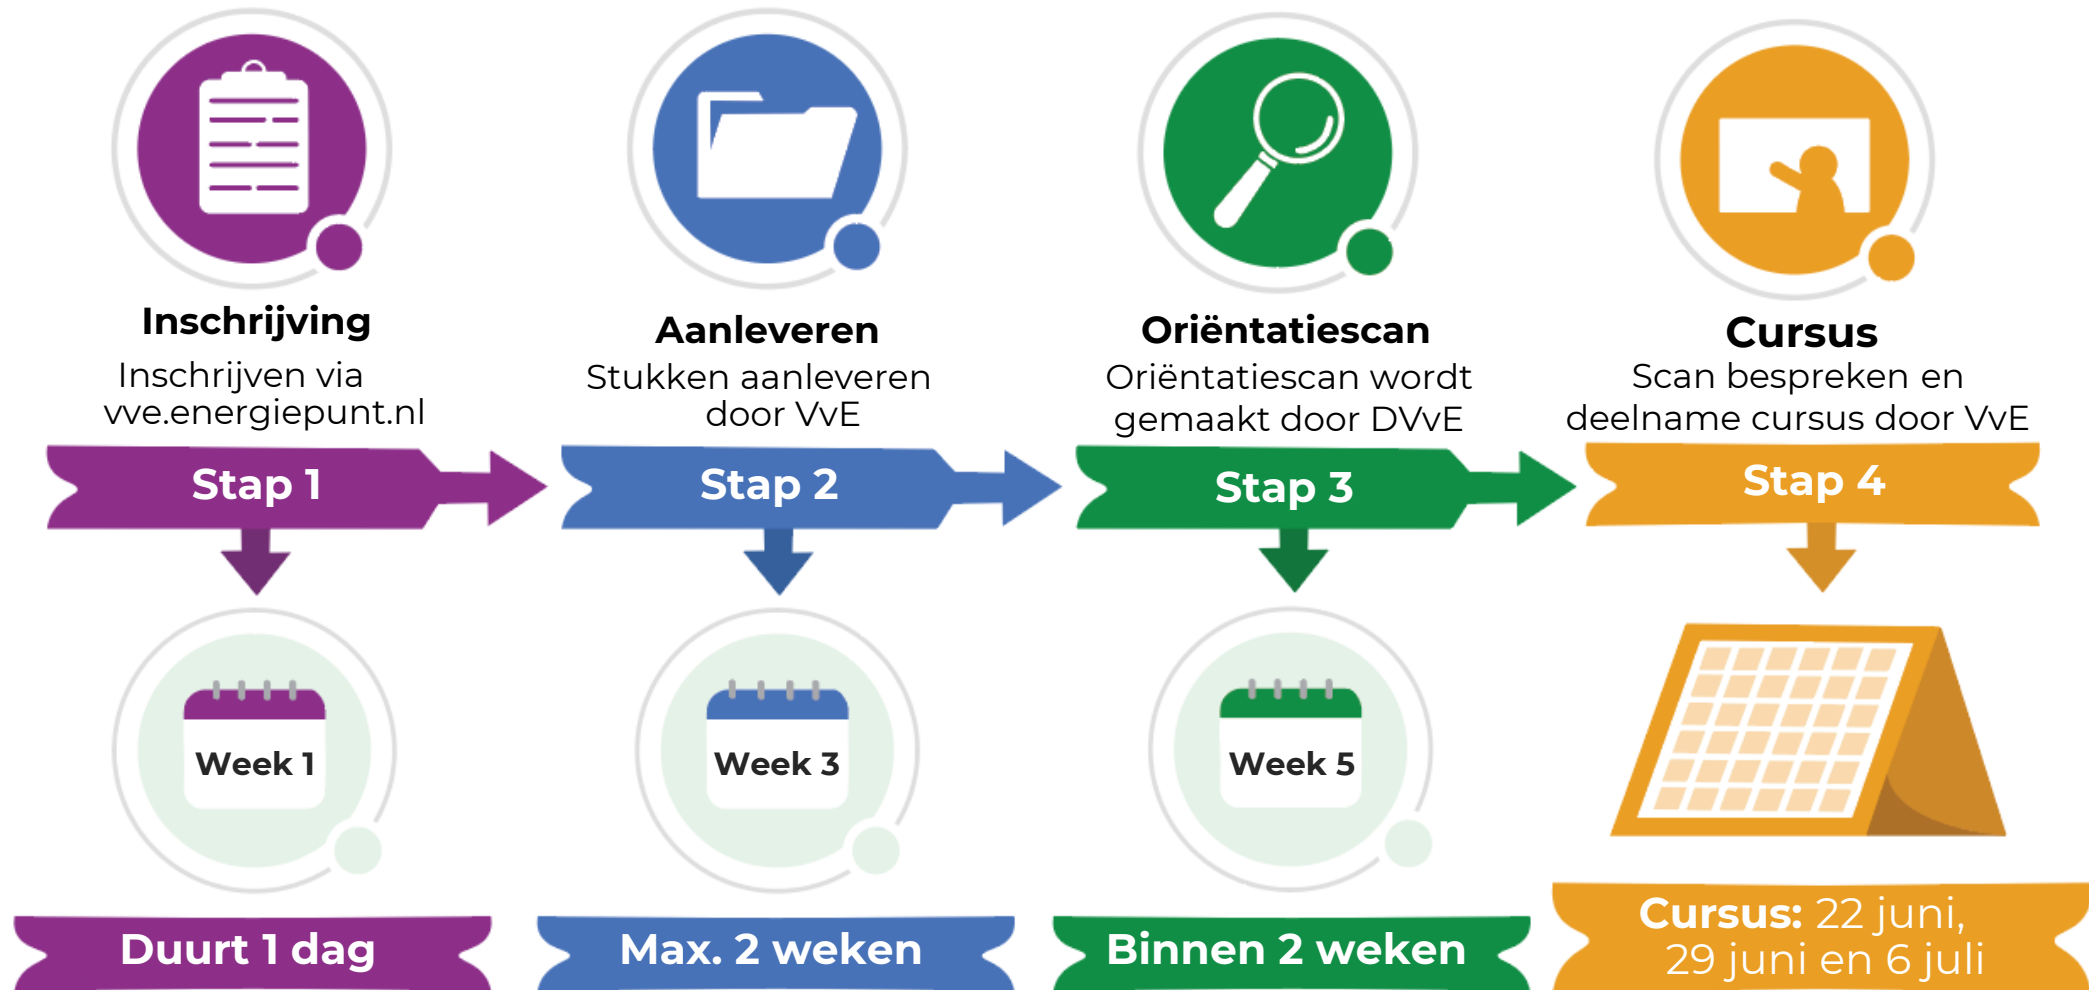 Inschrijving
Inschrijven via
vve.energiepunt.nl
Stap 1
Week 1
Duurt 1 dag
Aanleveren
Stukken aanleveren
door VvE
Stap 2
Week 3
Max. 2 weken
Oriëntatiescan
Oriëntatiescan wordt
gemaakt door DVvE
Stap 3
Week 5
Binnen 2 weken
Cursus
Scan bespreken en
deelname cursus door VvE
Stap 4
Cursus: 22 juni,
29 juni en 6 juli